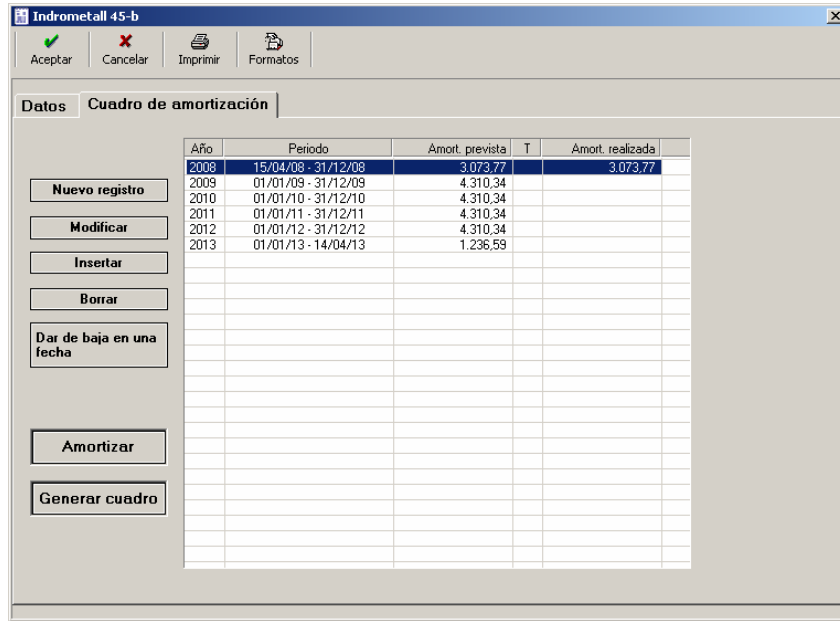 Indrometall 45-b
Aceptar Cancelar Imprimir Formatos
Datos Cuadro de amortización
Año Periodo Amort. prevista T Amort. realizada
2008 15/04/08 - 31/12/08 3.073,77 3.073,77
2009 01/01/09 - 31/12/09 4.310,34
2010 01/01/10 - 31/12/10 4.310,34
2011 01/01/11 - 31/12/11 4.310,34
2012 01/01/12 - 31/12/12 4.310,34
2013 01/01/13 - 14/04/13 1.236,59
Nuevo registro
Modificar
Insertar
Borrar
Dar de baja en una
fecha
Amortizar
Generar cuadro